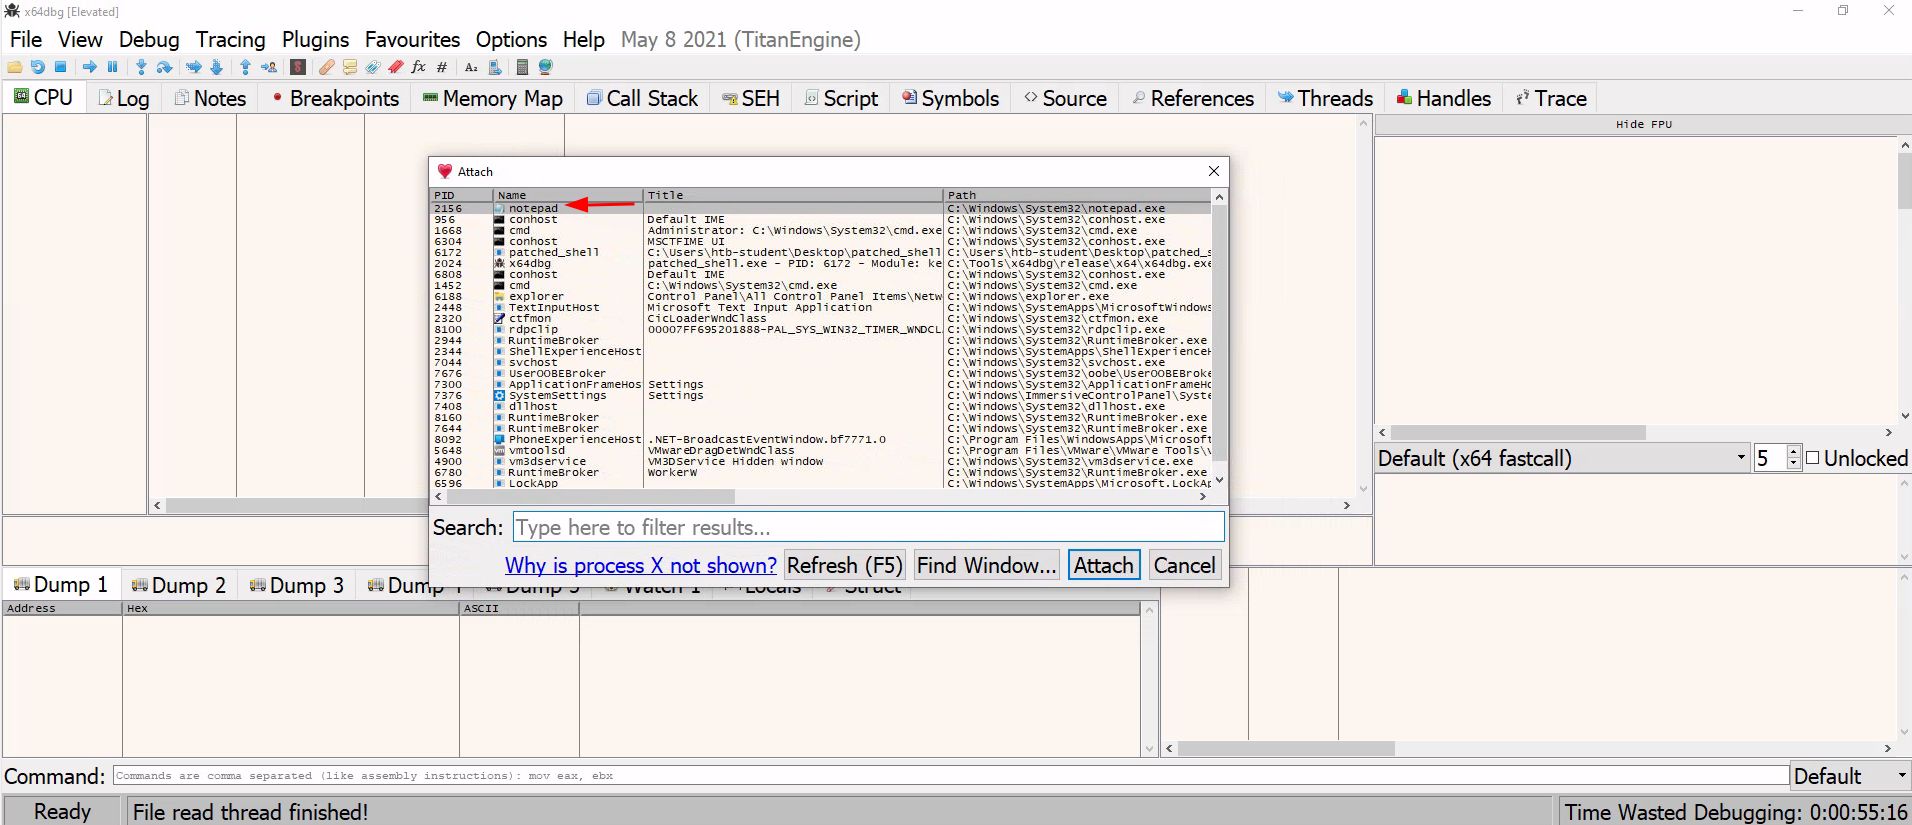 x64dbg [Elevated]
File View Debug Tracing Plugins Favourites Options Help May 8 2021 (TitanEngine)
CPU Log Notes Breakpoints Memory Map Call Stack SEH Script Symbols Source References Threads Handles Trace
Hide FPU
Attach
PID Name Title Path
2156 notepad C:\Windows\System32\notepad.exe
956 conhost Default IME C:\Windows\System32\conhost.exe
1668 cmd Administrator: C:\Windows\System32\cmd.exe C:\Windows\System32\cmd.exe
6304 conhost MSCTFIME UI C:\Windows\System32\conhost.exe
6172 patched_shell C:\Users\htb-student\Desktop\patched_shell C:\Users\htb-student\Desktop\patched_s
2024 x64dbg patched_shell.exe - PID: 6172 - Module: ke C:\Tools\x64dbg\release\x64\x64dbg.exe
6808 conhost Default IME C:\Windows\System32\conhost.exe
1452 cmd C:\Windows\System32\cmd.exe C:\Windows\System32\cmd.exe
6188 explorer Control Panel\All Control Panel Items\Netw C:\Windows\explorer.exe
2448 TextInputHost Microsoft Text Input Application C:\Windows\SystemApps\MicrosoftWindows
2320 ctfmon CicLoaderWndClass C:\Windows\System32\ctfmon.exe
8100 rdpclip 00007FF695201888-PAL_SYS_WIN32_TIMER_WNDCL C:\Windows\System32\rdpclip.exe
2944 RuntimeBroker C:\Windows\System32\RuntimeBroker.exe
2344 ShellExperienceHost C:\Windows\SystemApps\ShellExperienceH
7044 svchost C:\Windows\System32\svchost.exe
7676 UserOOBEBroker C:\Windows\System32\oobe\UserOOBEBroke
7300 ApplicationFrameHos Settings C:\Windows\System32\ApplicationFrameHo
7376 SystemSettings Settings C:\Windows\ImmersiveControlPanel\Syste
7408 dllhost C:\Windows\System32\dllhost.exe
8160 RuntimeBroker C:\Windows\System32\RuntimeBroker.exe
7644 RuntimeBroker C:\Windows\System32\RuntimeBroker.exe
8092 PhoneExperienceHost .NET-BroadcastEventWindow.bf7771.0 C:\Program Files\WindowsApps\Microsoft
5648 vmtoolsd VMwareDragDetWndClass C:\Program Files\VMware\VMware Tools\v
4900 vm3dservice VM3DService Hidden window C:\Windows\System32\vm3dservice.exe
6780 RuntimeBroker WorkerW C:\Windows\System32\RuntimeBroker.exe
6596 LockApp C:\Windows\SystemApps\Microsoft.LockAp
Default (x64 fastcall) 5 Unlocked
Search: Type here to filter results...
Why is process X not shown? Refresh (F5) Find Window... Attach Cancel
Dump 1 Dump 2 Dump 3 Dump 4 Dump 5 Watch 1 Locals Struct
Address Hex ASCII
Command: Commands are comma separated (like assembly instructions): mov eax, ebx Default
Ready File read thread finished! Time Wasted Debugging: 0:00:55:16